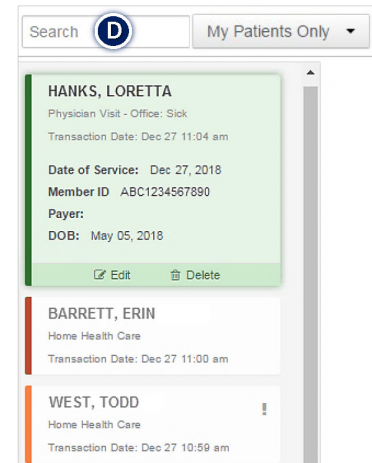 Search D My Patients Only
HANKS, LORETTA
Physician Visit - Office: Sick
Transaction Date: Dec 27 11:04 am
Date of Service: Dec 27, 2018
Member ID ABC1234567890
Payer:
DOB: May 05, 2018
Edit Delete
BARRETT, ERIN
Home Health Care
Transaction Date: Dec 27 11:00 am
WEST, TODD !
Home Health Care
Transaction Date: Dec 27 10:59 am